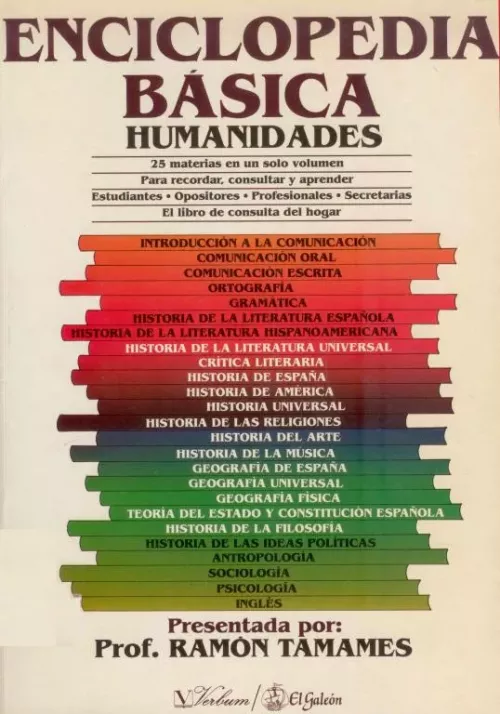 ENCICLOPEDIA
BÁSICA
HUMANIDADES
25 materias en un solo volumen
Para recordar, consultar y aprender
Estudiantes • Opositores • Profesionales • Secretarias
El libro de consulta del hogar
INTRODUCCIÓN A LA COMUNICACIÓN
COMUNICACIÓN ORAL
COMUNICACIÓN ESCRITA
ORTOGRAFÍA
GRAMÁTICA
HISTORIA DE LA LITERATURA ESPAÑOLA
HISTORIA DE LA LITERATURA HISPANOAMERICANA
HISTORIA DE LA LITERATURA UNIVERSAL
CRÍTICA LITERARIA
HISTORIA DE ESPAÑA
HISTORIA DE AMÉRICA
HISTORIA UNIVERSAL
HISTORIA DE LAS RELIGIONES
HISTORIA DEL ARTE
HISTORIA DE LA MÚSICA
GEOGRAFÍA DE ESPAÑA
GEOGRAFÍA UNIVERSAL
GEOGRAFÍA FÍSICA
TEORÍA DEL ESTADO Y CONSTITUCIÓN ESPAÑOLA
HISTORIA DE LA FILOSOFÍA
HISTORIA DE LAS IDEAS POLÍTICAS
ANTROPOLOGÍA
SOCIOLOGÍA
PSICOLOGÍA
INGLÉS
Presentada por:
Prof. RAMÓN TAMAMES
Verbum / El Galeón